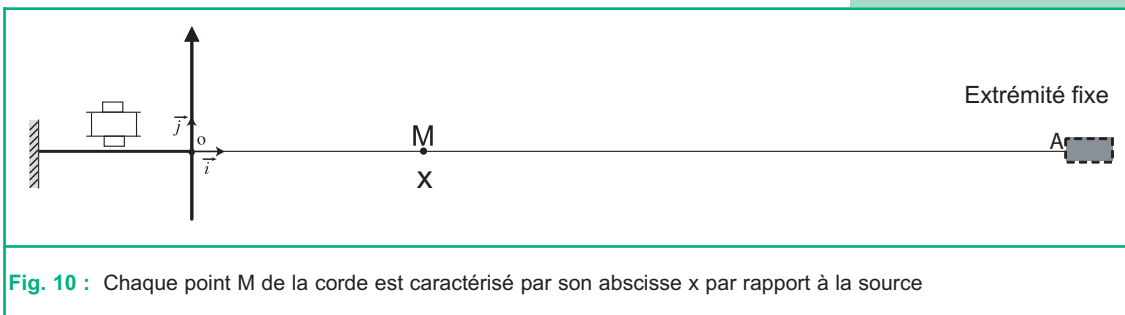 Extrémité fixe
j
o
M
A
i
x
Fig. 10 : Chaque point M de la corde est caractérisé par son abscisse x par rapport à la source